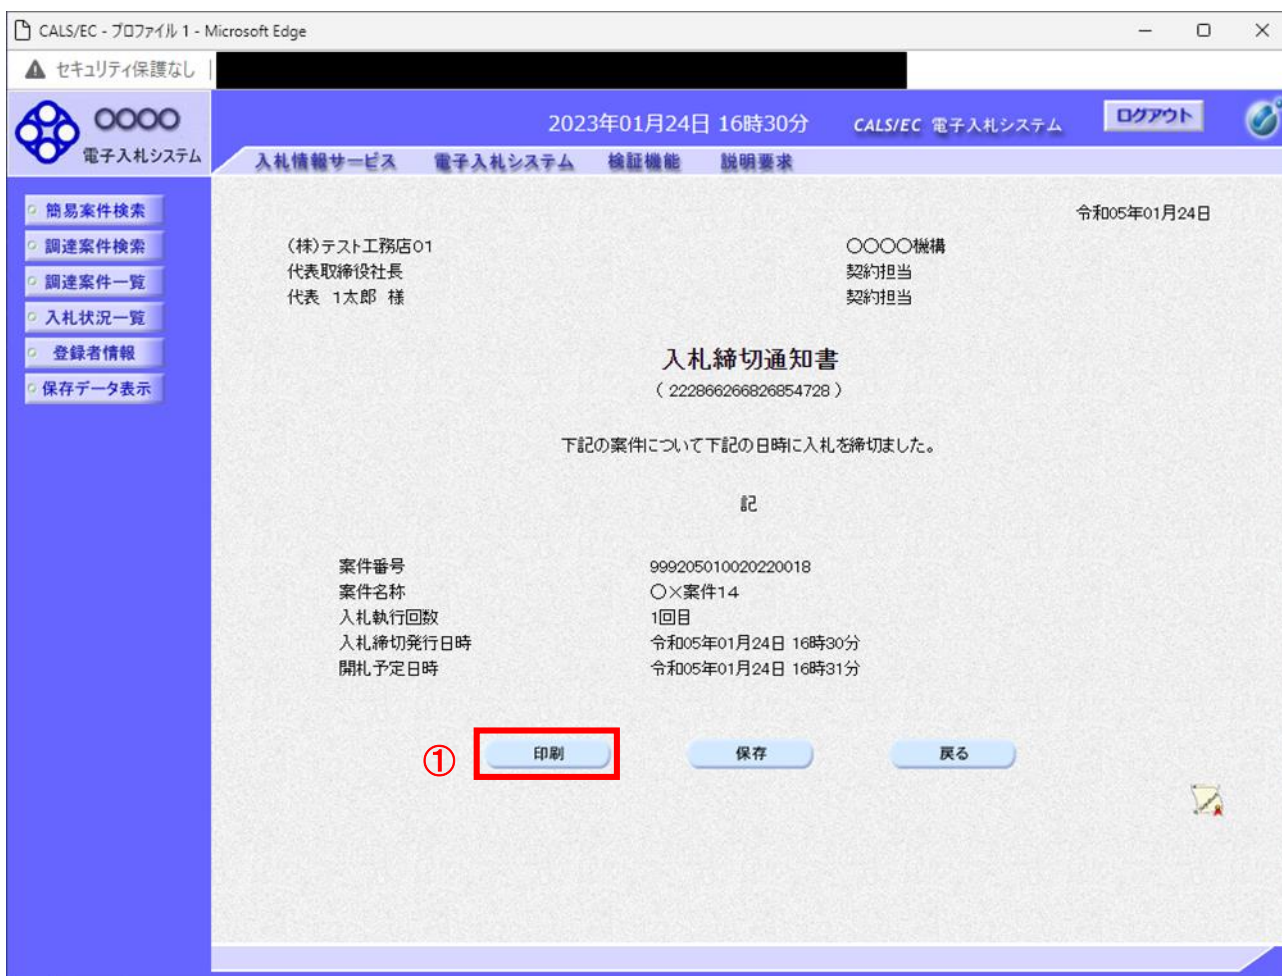 CALS/EC - プロファイル 1 - Microsoft Edge
セキュリティ保護なし
〇〇〇〇
電子入札システム
2023年01月24日 16時30分
CALS/EC 電子入札システム
ログアウト
入札情報サービス 電子入札システム 検証機能 説明要求
簡易案件検索
調達案件検索
調達案件一覧
入札状況一覧
登録者情報
保存データ表示
令和05年01月24日
(株)テスト工務店01
代表取締役社長
代表 1太郎 様
〇〇〇〇機構
契約担当
契約担当
入札締切通知書
( 222866266826854728 )
下記の案件について下記の日時に入札を締切ました。
記
案件番号 999205010020220018
案件名称 〇×案件14
入札執行回数 1回目
入札締切発行日時 令和05年01月24日 16時30分
開札予定日時 令和05年01月24日 16時31分
① 印刷 保存 戻る